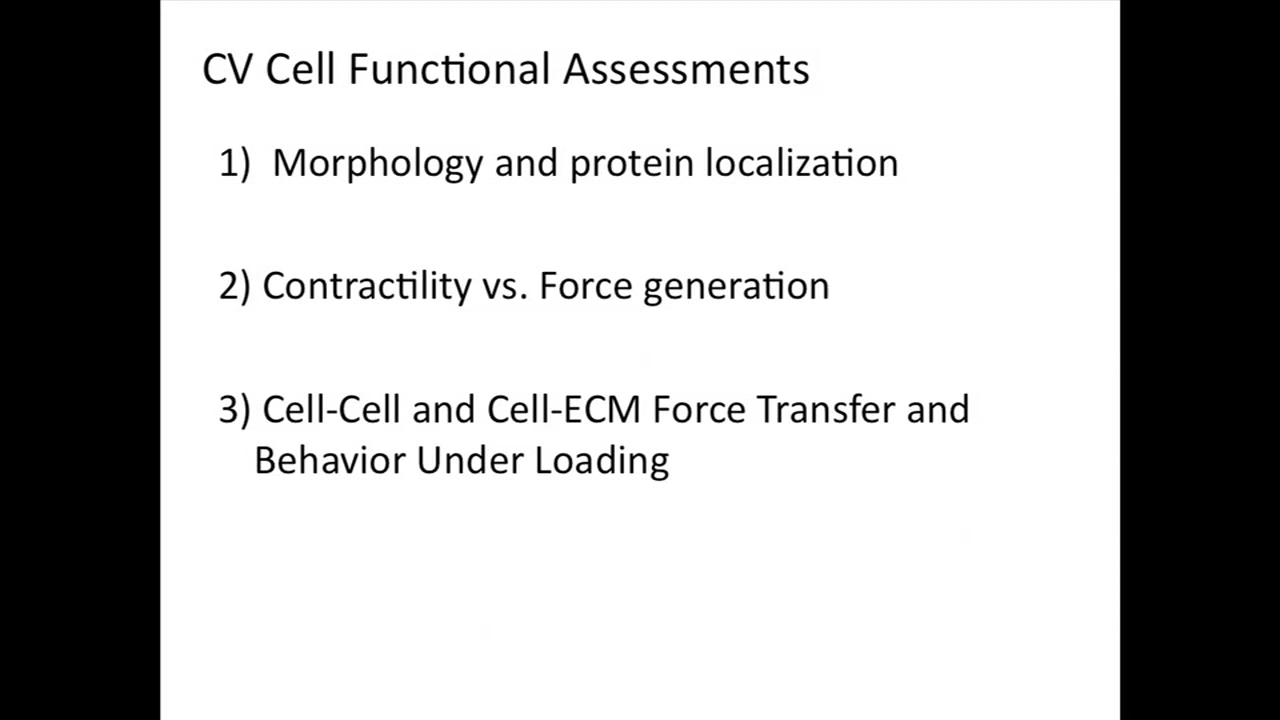 CV Cell Functional Assessments
1) Morphology and protein localization
2) Contractility vs. Force generation
3) Cell-Cell and Cell-ECM Force Transfer and
Behavior Under Loading